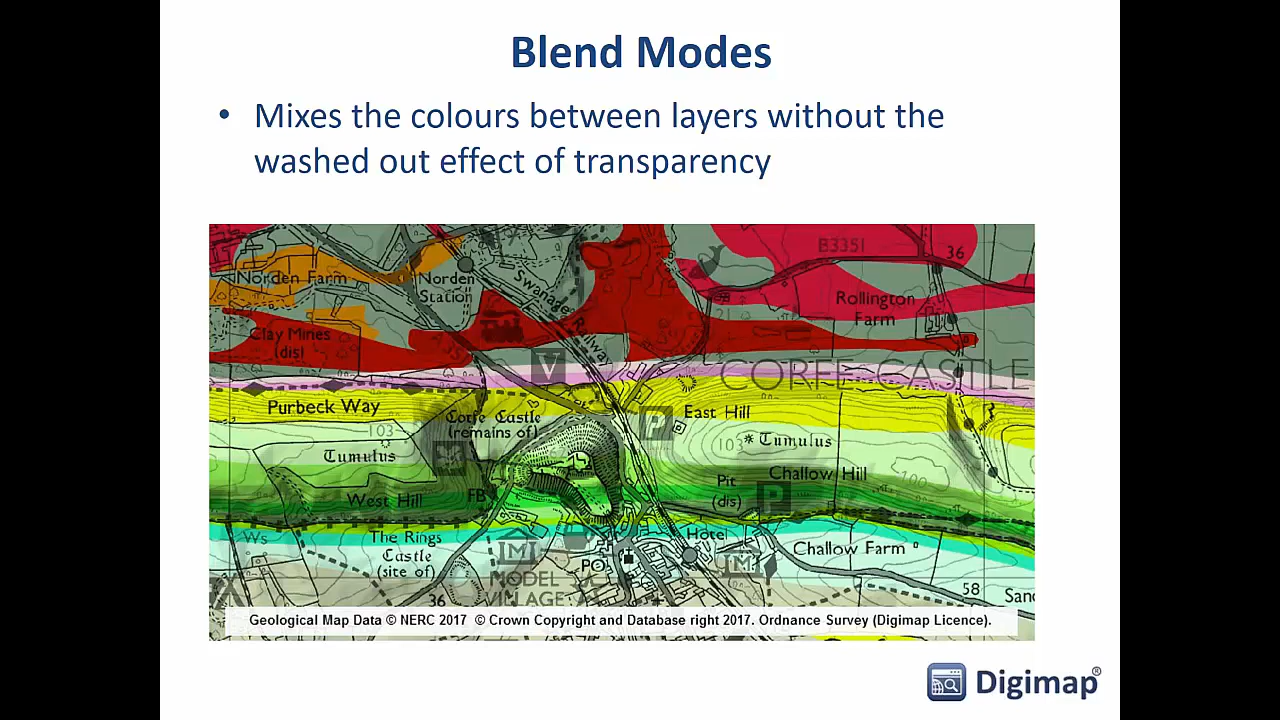 Blend Modes
• Mixes the colours between layers without the
washed out effect of transparency
B3351
36
Norden Farm
Norden
Station
Swanage Railway
Rollington
Farm
Clay Mines
(dis)
V
CORFE CASTLE
Purbeck Way
Corfe Castle
(remains of)
P
East Hill
103
103
Tumulus
Tumulus
Challow Hill
100
Pit
(dis)
P
West Hill
FB
Ws
The Rings
Hotel
Castle
(site of)
M
PO
M
Challow Farm
MODEL
VILLAGE
36
58
Geological Map Data © NERC 2017 © Crown Copyright and Database right 2017. Ordnance Survey (Digimap Licence).
Digimap®